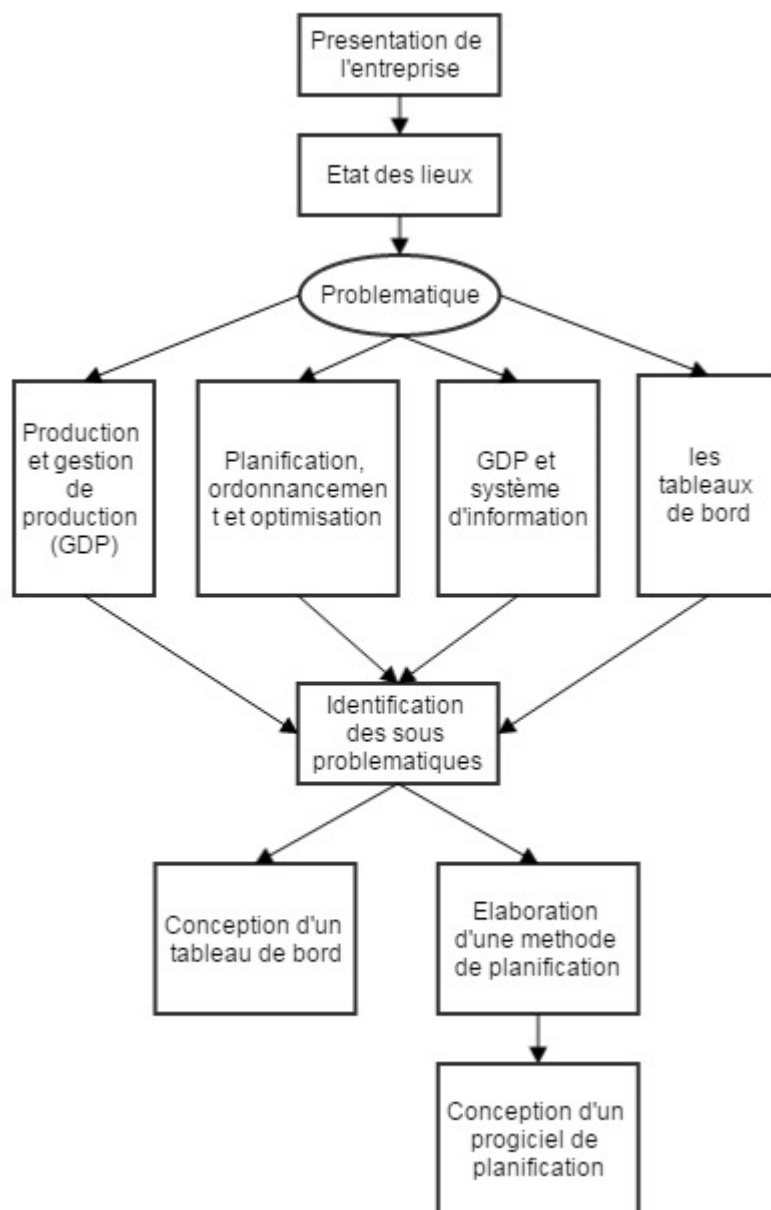 Presentation de
l'entreprise
Etat des lieux
Problematique
Production
et gestion
de
production
(GDP)
Planification,
ordonnancemen
t et optimisation
GDP et
système
d'information
les
tableaux
de bord
Identification
des sous
problematiques
Conception d'un
tableau de bord
Elaboration
d'une methode
de planification
Conception d'un
progiciel de
planification